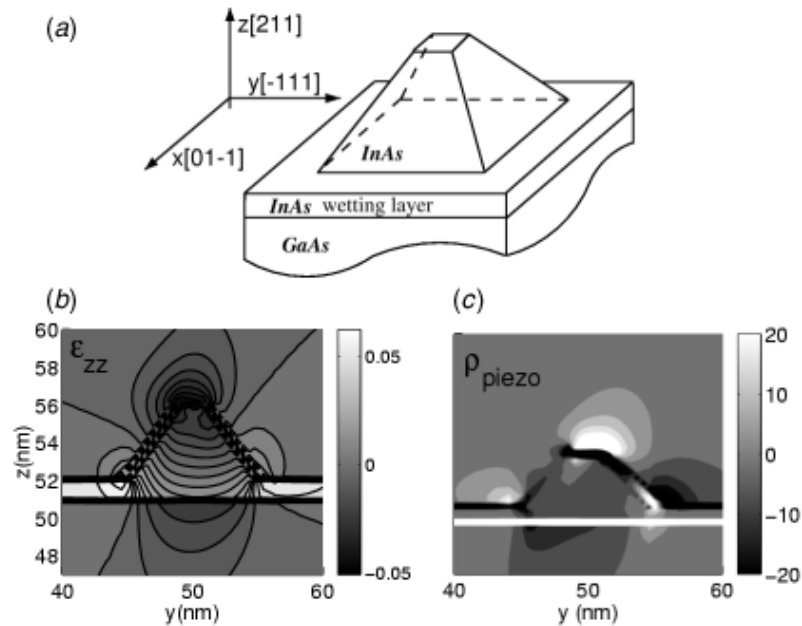 (a)
z[211]
y[-111]
x[01-1]
InAs
InAs wetting layer
GaAs
(b)
(c)
60
58
56
54
52
50
48
z(nm)
εzz
0.05
0
−0.05
40 50 60
y(nm)
ρpiezo
20
10
0
−10
−20
40 50 60
y (nm)